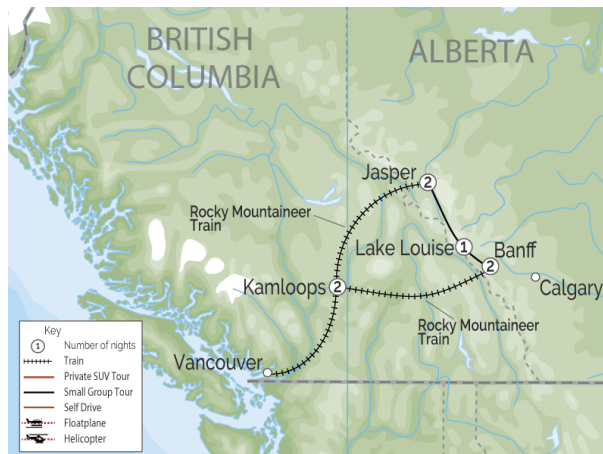 BRITISH
COLUMBIA
ALBERTA
Jasper
2
Rocky Mountaineer
Train
Lake Louise
1
Banff
2
Kamloops
2
Calgary
Rocky Mountaineer
Train
Vancouver
Key
1 Number of nights
Train
Private SUV Tour
Small Group Tour
Self Drive
Floatplane
Helicopter